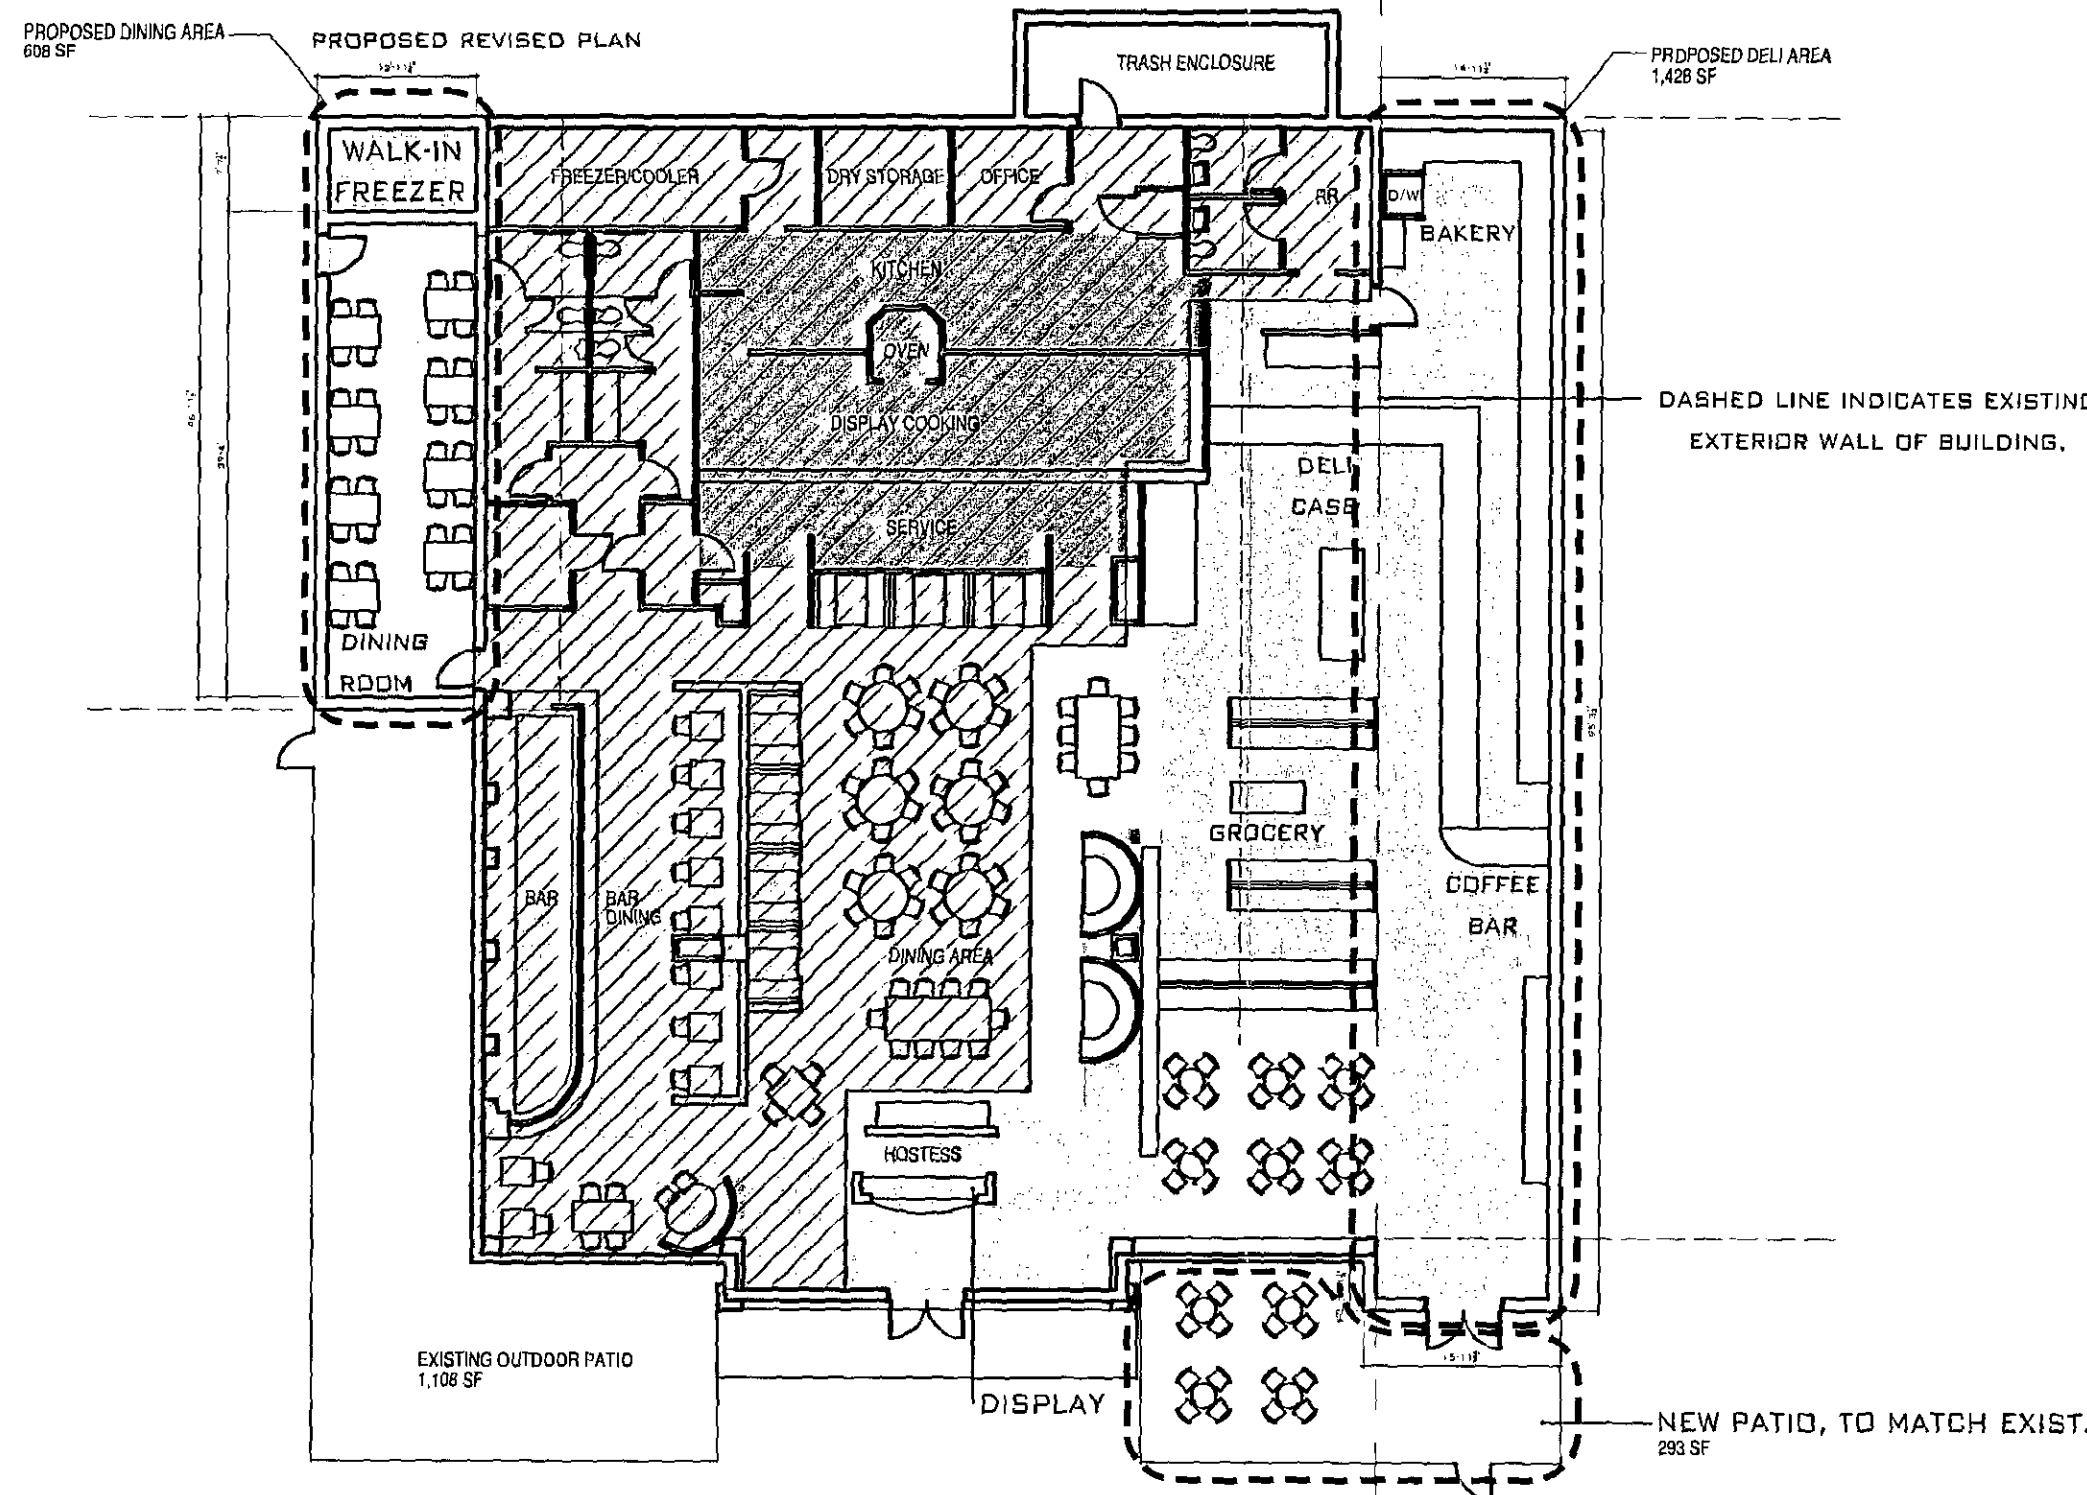 PROPOSED DINING AREA
608 SF
PROPOSED REVISED PLAN
TRASH ENCLOSURE
PROPOSED DELI AREA
1,428 SF
WALK-IN
FREEZER
FREEZER/COOLER
DRY STORAGE
OFFICE
RR
D/W
BAKERY
KITCHEN
OVEN
DISPLAY COOKING
DASHED LINE INDICATES EXISTING
EXTERIOR WALL OF BUILDING.
DELI
CASE
SERVICE
DINING
ROOM
GROCERY
BAR
BAR
DINING
COFFEE
BAR
DINING AREA
HOSTESS
EXISTING OUTDOOR PATIO
1,108 SF
DISPLAY
NEW PATIO, TO MATCH EXIST.
293 SF